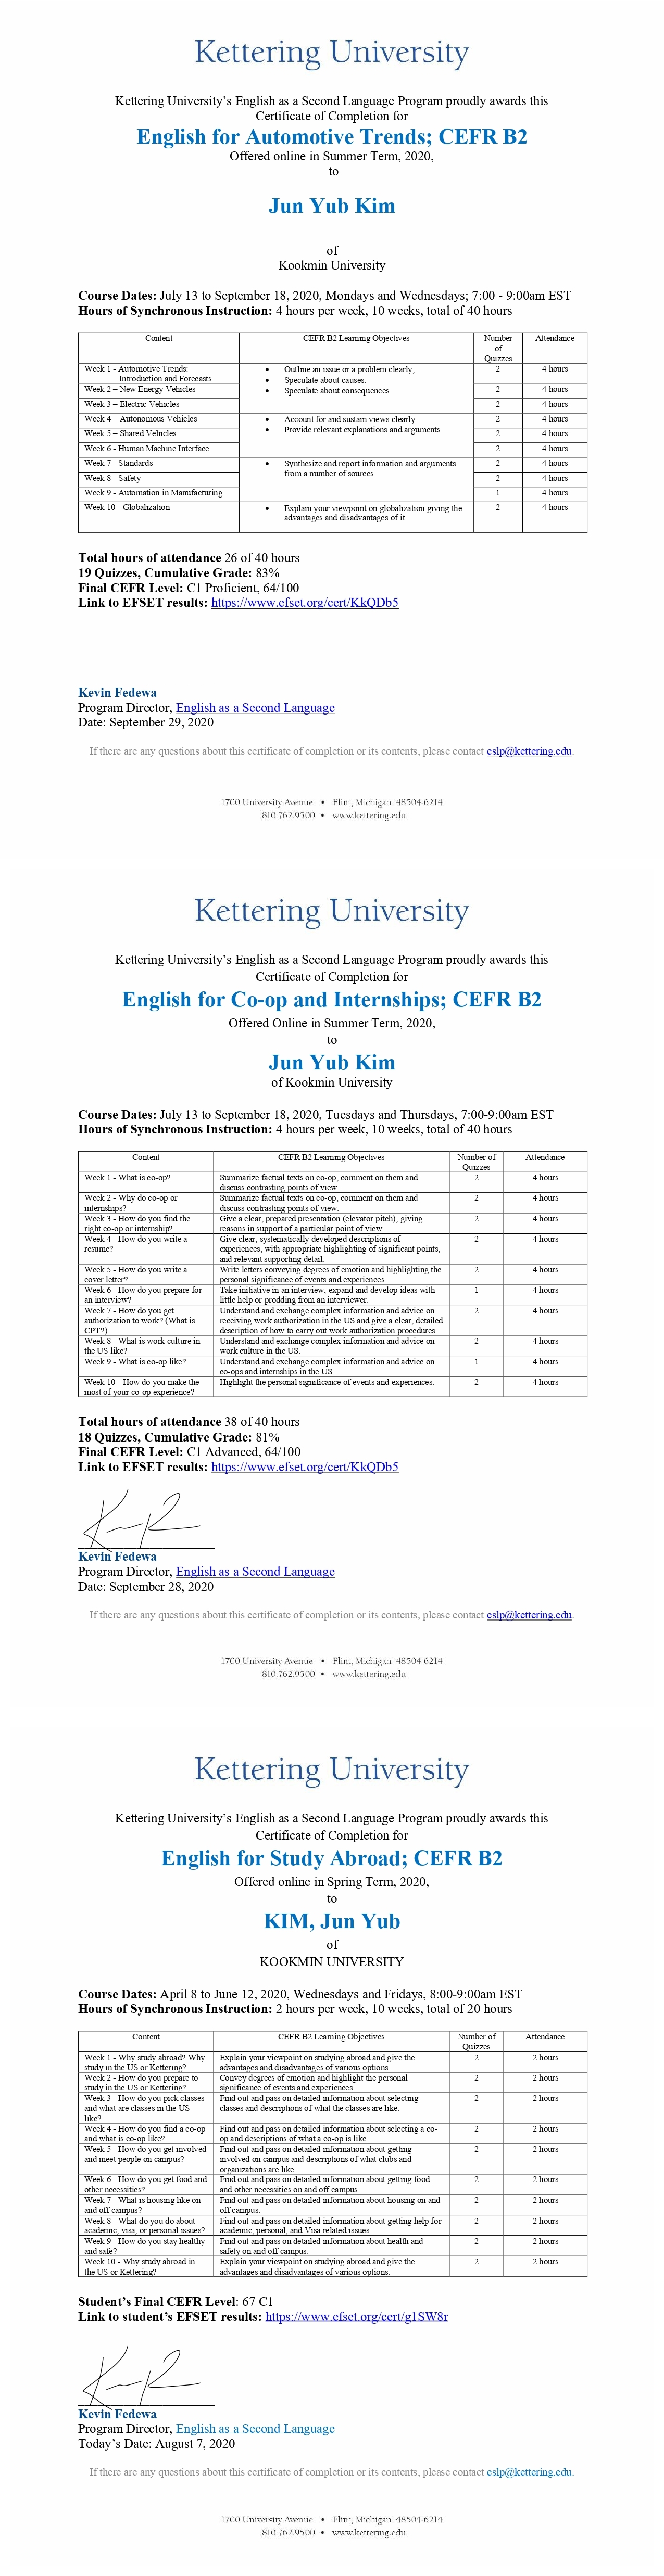 Kettering University
Kettering University's English as a Second Language Program proudly awards this
Certificate of Completion for
English for Automotive Trends; CEFR B2
Offered online in Summer Term, 2020,
to
Jun Yub Kim
of
Kookmin University
Course Dates: July 13 to September 18, 2020, Mondays and Wednesdays; 7:00 - 9:00am EST
Hours of Synchronous Instruction: 4 hours per week, 10 weeks, total of 40 hours
Content CEFR B2 Learning Objectives Number Attendance
of
Quizzes
Week 1 - Automotive Trends: • Outline an issue or a problem clearly, 2 4 hours
Introduction and Forecasts • Speculate about causes.
Week 2 – New Energy Vehicles • Speculate about consequences. 2 4 hours
Week 3 – Electric Vehicles 2 4 hours
Week 4 – Autonomous Vehicles • Account for and sustain views clearly. 2 4 hours
Week 5 – Shared Vehicles • Provide relevant explanations and arguments. 2 4 hours
Week 6 - Human Machine Interface 2 4 hours
Week 7 - Standards • Synthesize and report information and arguments 2 4 hours
from a number of sources.
Week 8 - Safety 2 4 hours
Week 9 - Automation in Manufacturing 1 4 hours
Week 10 - Globalization • Explain your viewpoint on globalization giving the 2 4 hours
advantages and disadvantages of it.
Total hours of attendance 26 of 40 hours
19 Quizzes, Cumulative Grade: 83%
Final CEFR Level: C1 Proficient, 64/100
Link to EFSET results: https://www.efset.org/cert/KkQDb5
Kevin Fedewa
Program Director, English as a Second Language
Date: September 29, 2020
If there are any questions about this certificate of completion or its contents, please contact eslp@kettering.edu.
1700 University Avenue • Flint, Michigan 48504-6214
810.762.9500 • www.kettering.edu
Kettering University
Kettering University's English as a Second Language Program proudly awards this
Certificate of Completion for
English for Co-op and Internships; CEFR B2
Offered Online in Summer Term, 2020,
to
Jun Yub Kim
of Kookmin University
Course Dates: July 13 to September 18, 2020, Tuesdays and Thursdays, 7:00-9:00am EST
Hours of Synchronous Instruction: 4 hours per week, 10 weeks, total of 40 hours
Content CEFR B2 Learning Objectives Number of Attendance
Quizzes
Week 1 - What is co-op? Summarize factual texts on co-op, comment on them and 2 4 hours
discuss contrasting points of view..
Week 2 - Why do co-op or Summarize factual texts on co-op, comment on them and 2 4 hours
internships? discuss contrasting points of view.
Week 3 - How do you find the Give a clear, prepared presentation (elevator pitch), giving 2 4 hours
right co-op or internship? reasons in support of a particular point of view.
Week 4 - How do you write a Give clear, systematically developed descriptions of 2 4 hours
resume? experiences, with appropriate highlighting of significant points,
and relevant supporting detail.
Week 5 - How do you write a Write letters conveying degrees of emotion and highlighting the 2 4 hours
cover letter? personal significance of events and experiences.
Week 6 - How do you prepare for Take initiative in an interview, expand and develop ideas with 1 4 hours
an interview? little help or prodding from an interviewer.
Week 7 - How do you get Understand and exchange complex information and advice on 2 4 hours
authorization to work? (What is receiving work authorization in the US and give a clear, detailed
CPT?) description of how to carry out work authorization procedures.
Week 8 - What is work culture in Understand and exchange complex information and advice on 2 4 hours
the US like? work culture in the US.
Week 9 - What is co-op like? Understand and exchange complex information and advice on 1 4 hours
co-ops and internships in the US.
Week 10 - How do you make the Highlight the personal significance of events and experiences. 2 4 hours
most of your co-op experience?
Total hours of attendance 38 of 40 hours
18 Quizzes, Cumulative Grade: 81%
Final CEFR Level: C1 Advanced, 64/100
Link to EFSET results: https://www.efset.org/cert/KkQDb5
Kevin Fedewa
Program Director, English as a Second Language
Date: September 28, 2020
If there are any questions about this certificate of completion or its contents, please contact eslp@kettering.edu.
1700 University Avenue • Flint, Michigan 48504-6214
810.762.9500 • www.kettering.edu
Kettering University
Kettering University's English as a Second Language Program proudly awards this
Certificate of Completion for
English for Study Abroad; CEFR B2
Offered online in Spring Term, 2020,
to
KIM, Jun Yub
of
KOOKMIN UNIVERSITY
Course Dates: April 8 to June 12, 2020, Wednesdays and Fridays, 8:00-9:00am EST
Hours of Synchronous Instruction: 2 hours per week, 10 weeks, total of 20 hours
Content CEFR B2 Learning Objectives Number of Attendance
Quizzes
Week 1 - Why study abroad? Why Explain your viewpoint on studying abroad and give the 2 2 hours
study in the US or Kettering? advantages and disadvantages of various options.
Week 2 - How do you prepare to Convey degrees of emotion and highlight the personal 2 2 hours
study in the US or Kettering? significance of events and experiences.
Week 3 - How do you pick classes Find out and pass on detailed information about selecting 2 2 hours
and what are classes in the US classes and descriptions of what the classes are like.
like?
Week 4 - How do you find a co-op Find out and pass on detailed information about selecting a co- 2 2 hours
and what is co-op like? op and descriptions of what a co-op is like.
Week 5 - How do you get involved Find out and pass on detailed information about getting 2 2 hours
and meet people on campus? involved on campus and descriptions of what clubs and
organizations are like.
Week 6 - How do you get food and Find out and pass on detailed information about getting food 2 2 hours
other necessities? and other necessities on and off campus.
Week 7 - What is housing like on Find out and pass on detailed information about housing on and 2 2 hours
and off campus? off campus.
Week 8 - What do you do about Find out and pass on detailed information about getting help for 2 2 hours
academic, visa, or personal issues? academic, personal, and Visa related issues.
Week 9 - How do you stay healthy Find out and pass on detailed information about health and 2 2 hours
and safe? safety on and off campus.
Week 10 - Why study abroad in Explain your viewpoint on studying abroad and give the 2 2 hours
the US or Kettering? advantages and disadvantages of various options.
Student's Final CEFR Level: 67 C1
Link to student's EFSET results: https://www.efset.org/cert/g1SW8r
Kevin Fedewa
Program Director, English as a Second Language
Today's Date: August 7, 2020
If there are any questions about this certificate of completion or its contents, please contact eslp@kettering.edu.
1700 University Avenue • Flint, Michigan 48504-6214
810.762.9500 • www.kettering.edu